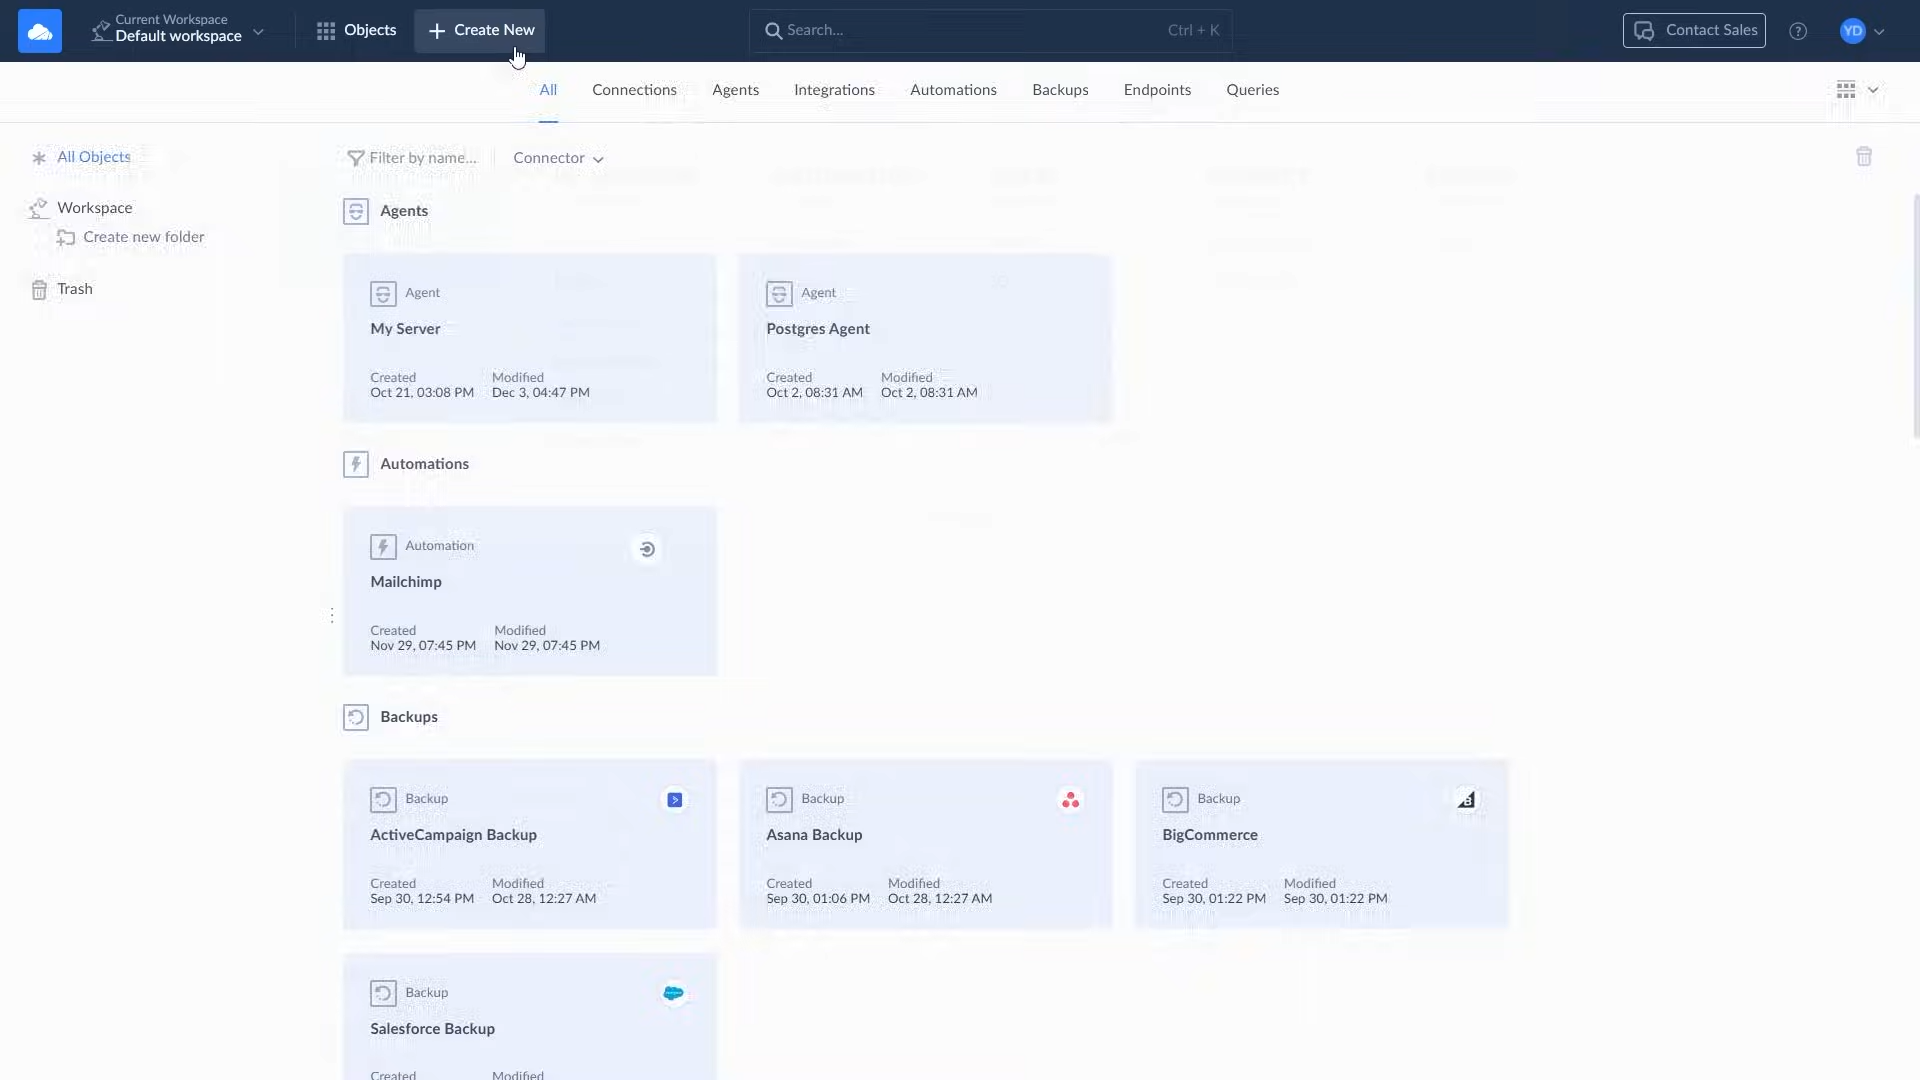 Current Workspace
Default workspace
Objects
Create New
Search...
Ctrl + K
Contact Sales
YD
All
Connections
Agents
Integrations
Automations
Backups
Endpoints
Queries
All Objects
Workspace
Create new folder
Trash
Filter by name...
Connector
Agents
Agent
My Server
Created
Modified
Oct 21, 03:08 PM
Dec 3, 04:47 PM
Agent
Postgres Agent
Created
Modified
Oct 2, 08:31 AM
Oct 2, 08:31 AM
Automations
Automation
Mailchimp
Created
Modified
Nov 29, 07:45 PM
Nov 29, 07:45 PM
Backups
Backup
ActiveCampaign Backup
Created
Modified
Sep 30, 12:54 PM
Oct 28, 12:27 AM
Backup
Asana Backup
Created
Modified
Sep 30, 01:06 PM
Oct 28, 12:27 AM
Backup
BigCommerce
Created
Modified
Sep 30, 01:22 PM
Sep 30, 01:22 PM
Backup
Salesforce Backup
Created
Modified